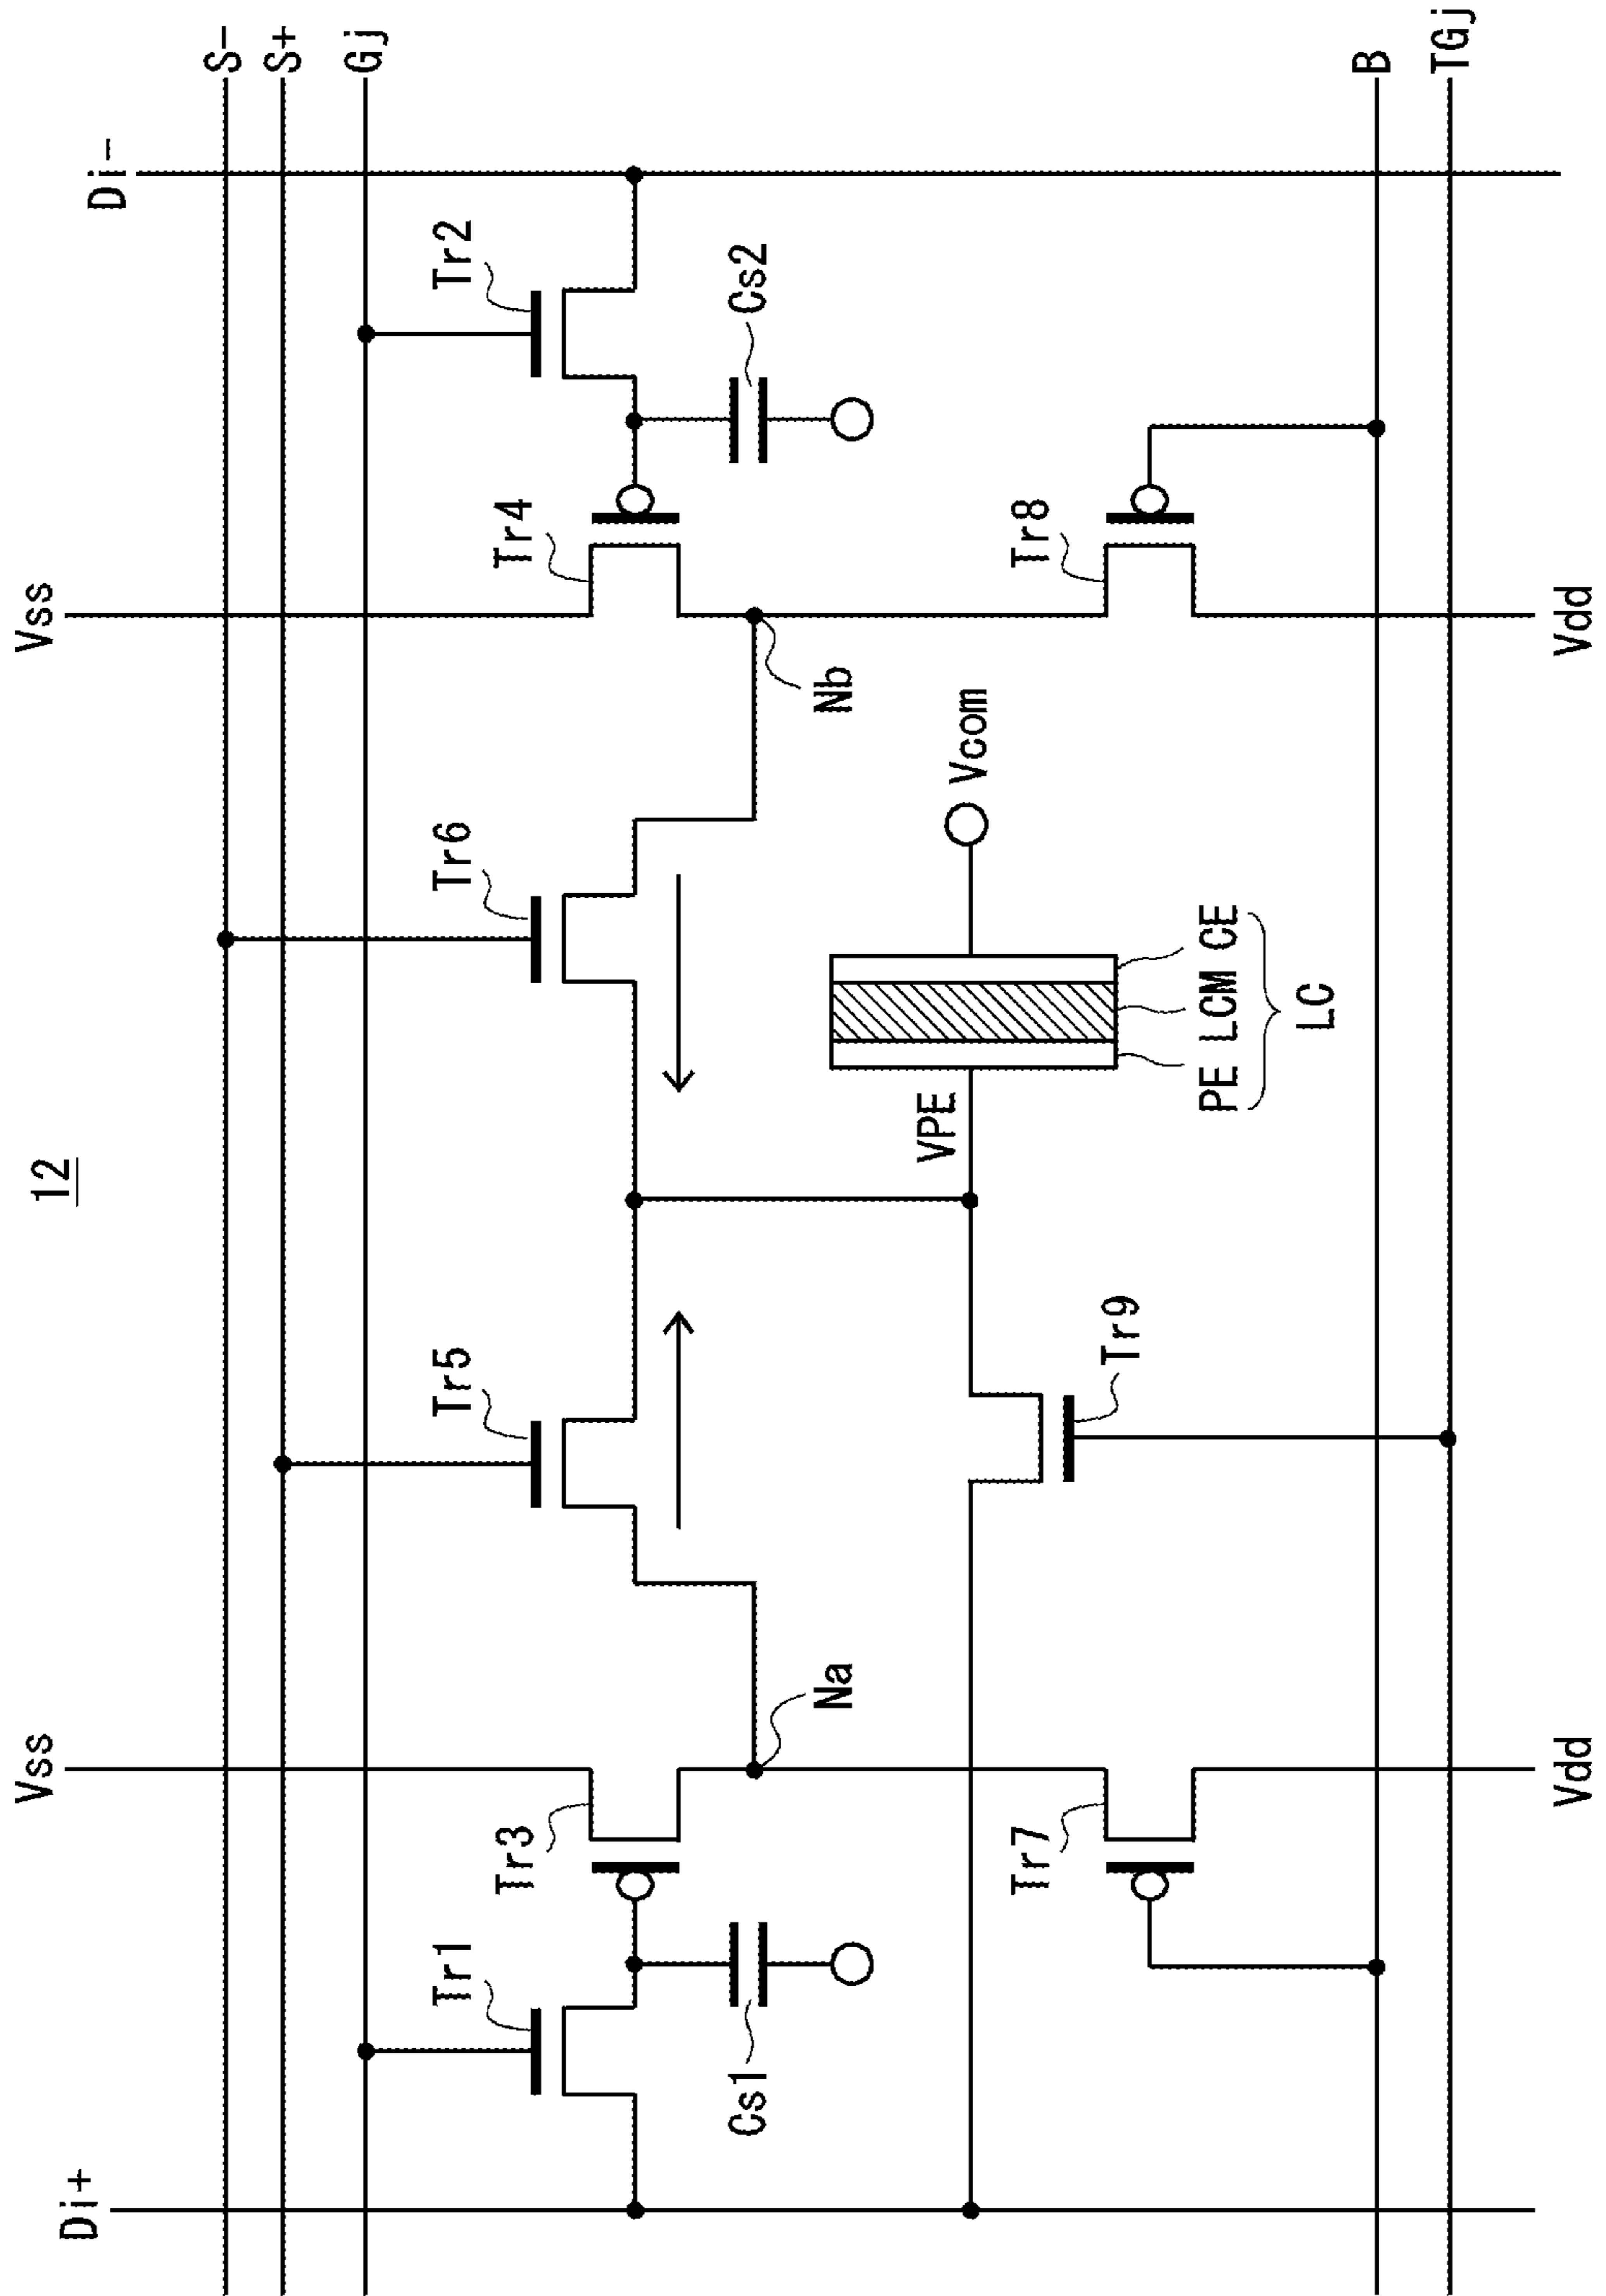 12
Di+
Vss
Vss
Di-
S-
S+
Gj
Tr1
Tr5
Tr6
Tr2
Tr3
Tr4
Cs1
Cs2
Na
Nb
VPE
Vcom
Tr7
Tr9
Tr8
PE LCM CE
LC
B
TGj
Vdd
Vdd